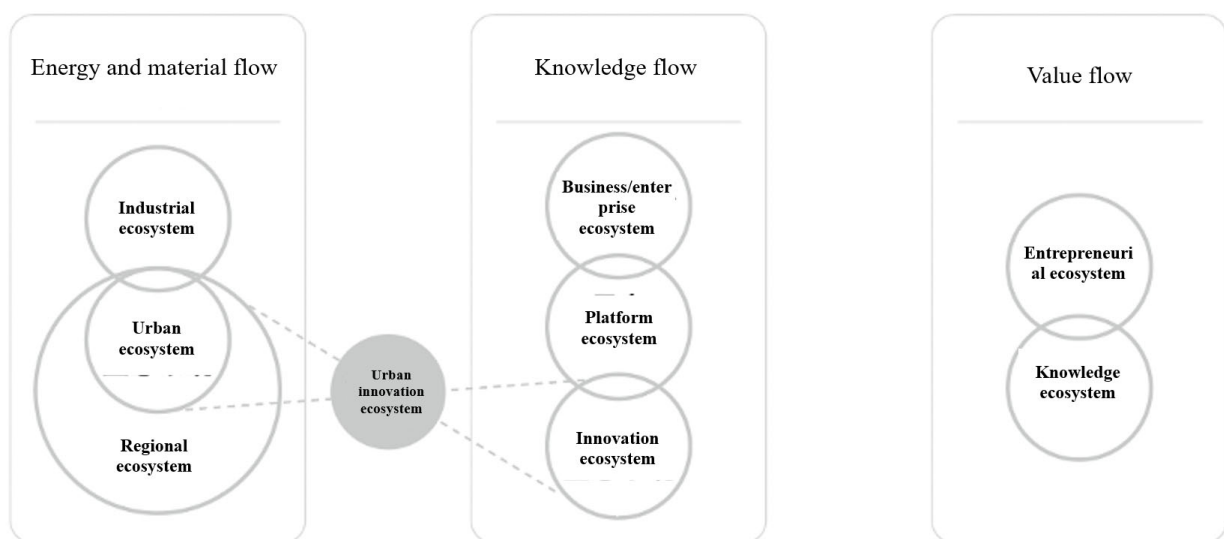 Energy and material flow
Industrial
ecosystem
Urban
ecosystem
Regional
ecosystem
Urban
innovation
ecosystem
Knowledge flow
Business/enter
prise
ecosystem
Platform
ecosystem
Innovation
ecosystem
Value flow
Entrepreneuri
al ecosystem
Knowledge
ecosystem